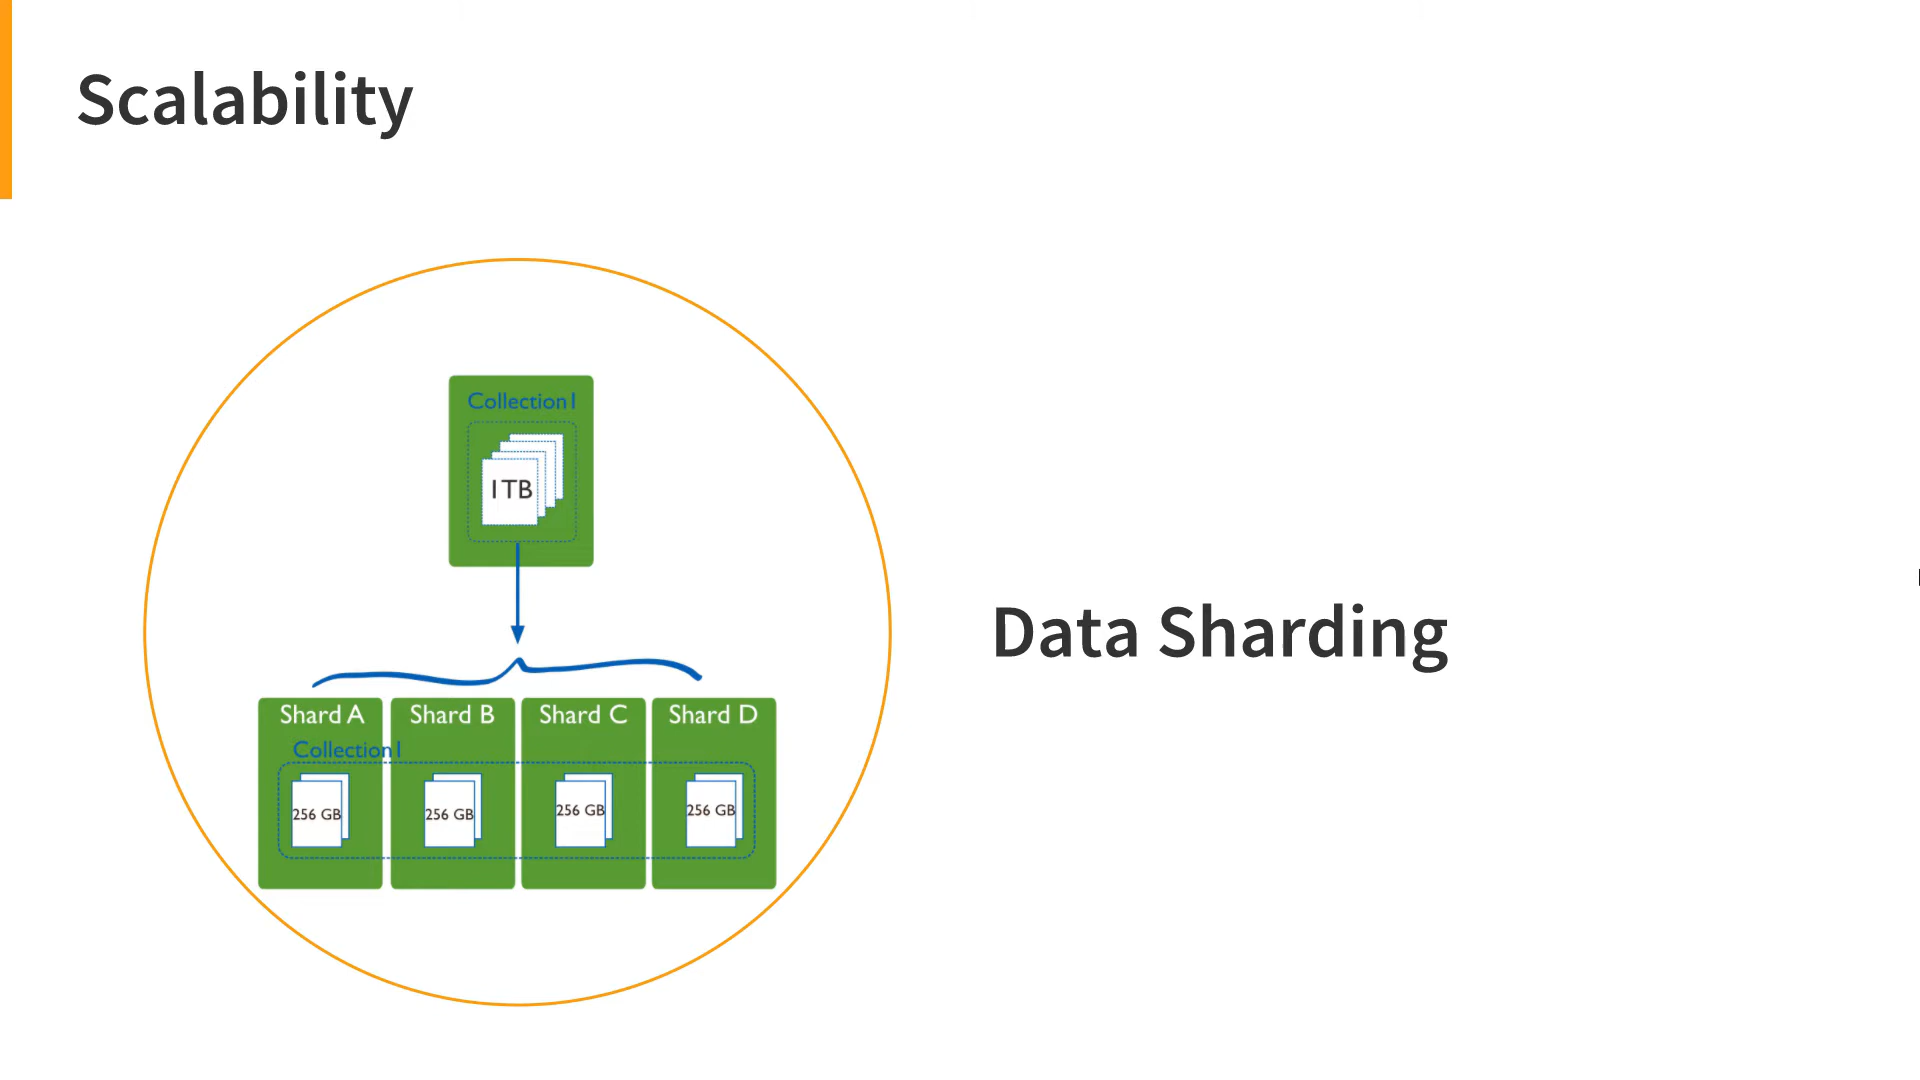 Scalability
Collection1
1TB
Data Sharding
Shard A Shard B Shard C Shard D
Collection1
256 GB 256 GB 256 GB 256 GB